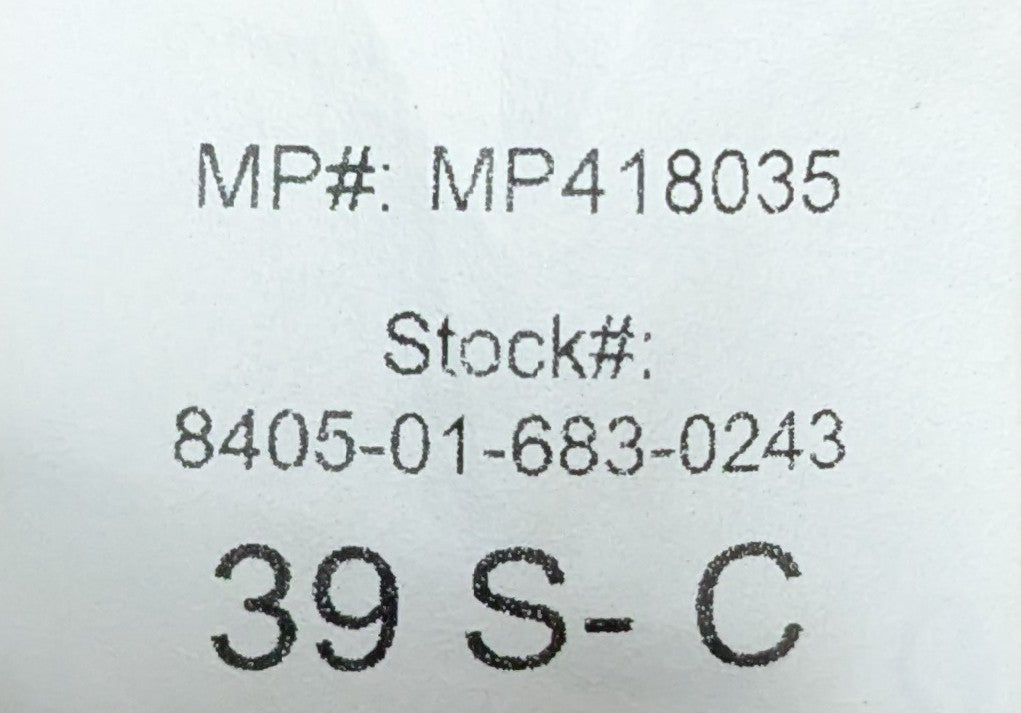 MP#: MP418035
Stock#:
8405-01-683-0243
39 S- C